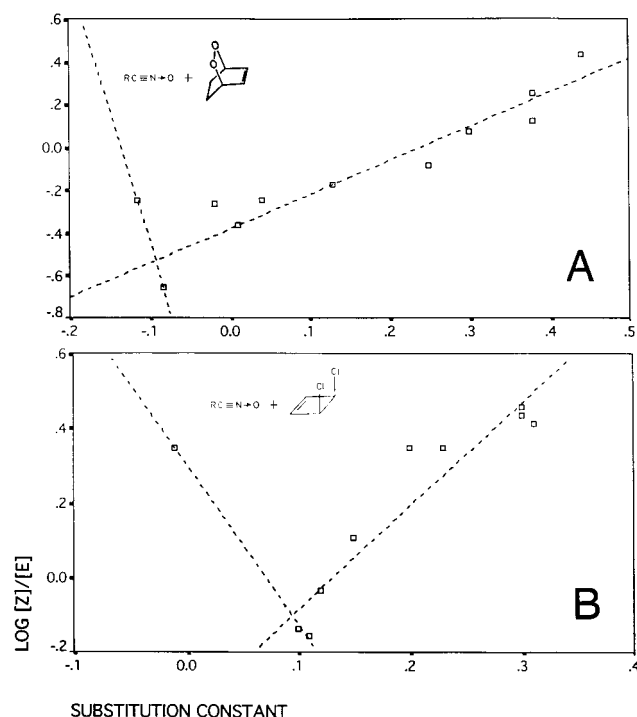 .6
.4
.2
0.0
-.2
-.4
-.6
-.8
O
O
RC≡N→O +
A
-.2 -.1 0.0 .1 .2 .3 .4 .5
.6
.4
.2
0.0
-.2
Cl
Cl
RC≡N→O +
B
LOG [Z]/[E]
-.1 0.0 .1 .2 .3 .4
SUBSTITUTION CONSTANT